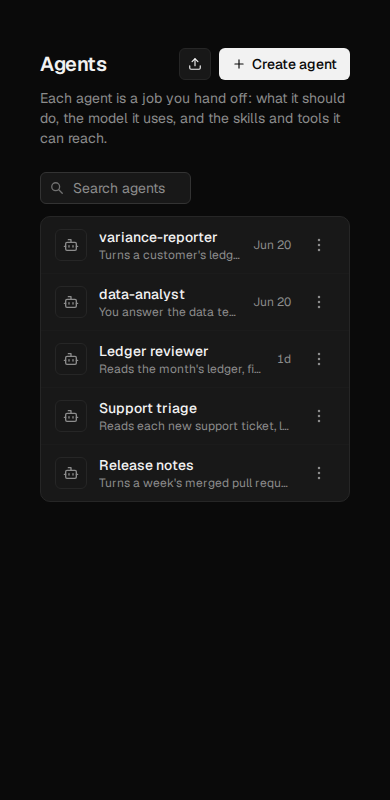 Agents
Create agent
Each agent is a job you hand off: what it should
do, the model it uses, and the skills and tools it
can reach.
Search agents
variance-reporter
Turns a customer's ledg…
Jun 20
data-analyst
You answer the data te…
Jun 20
Ledger reviewer
Reads the month's ledger, fi…
1d
Support triage
Reads each new support ticket, l…
Release notes
Turns a week's merged pull requ…